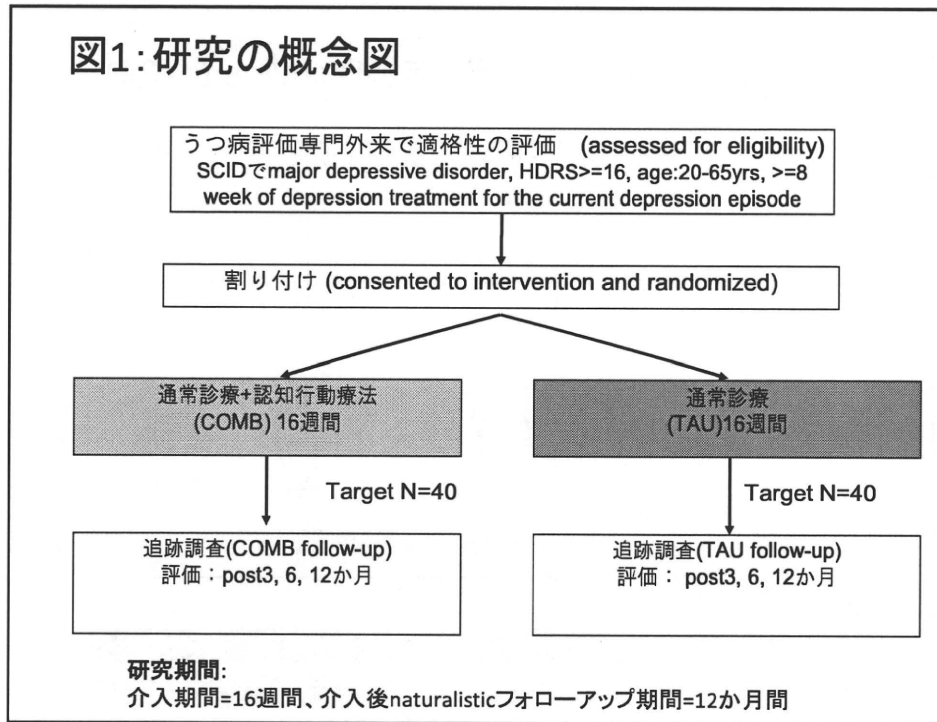 図1:研究の概念図
うつ病評価専門外来で適格性の評価 (assessed for eligibility)
SCIDでmajor depressive disorder, HDRS>=16, age:20-65yrs, >=8
week of depression treatment for the current depression episode
割り付け (consented to intervention and randomized)
通常診療+認知行動療法
(COMB) 16週間
通常診療
(TAU)16週間
Target N=40
Target N=40
追跡調査(COMB follow-up)
評価：post3, 6, 12か月
追跡調査(TAU follow-up)
評価： post3, 6, 12か月
研究期間:
介入期間=16週間、介入後naturalisticフォローアップ期間=12か月間